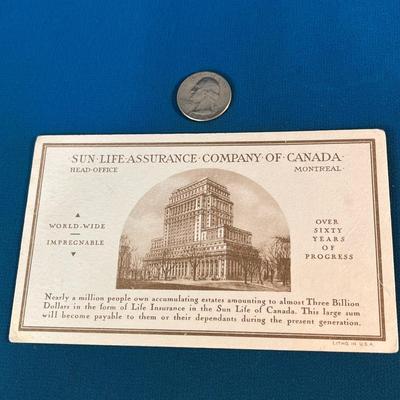 SUN·LIFE·ASSURANCE·COMPANY·OF·CANADA
HEAD·OFFICE MONTREAL·
WORLD-WIDE
IMPREGNABLE
OVER
SIXTY
YEARS
OF
PROGRESS
Nearly a million people own accumulating estates amounting to almost Three Billion
Dollars in the form of Life Insurance in the Sun Life of Canada. This large sum
will become payable to them or their dependants during the present generation.
LITHO IN U.S.A.